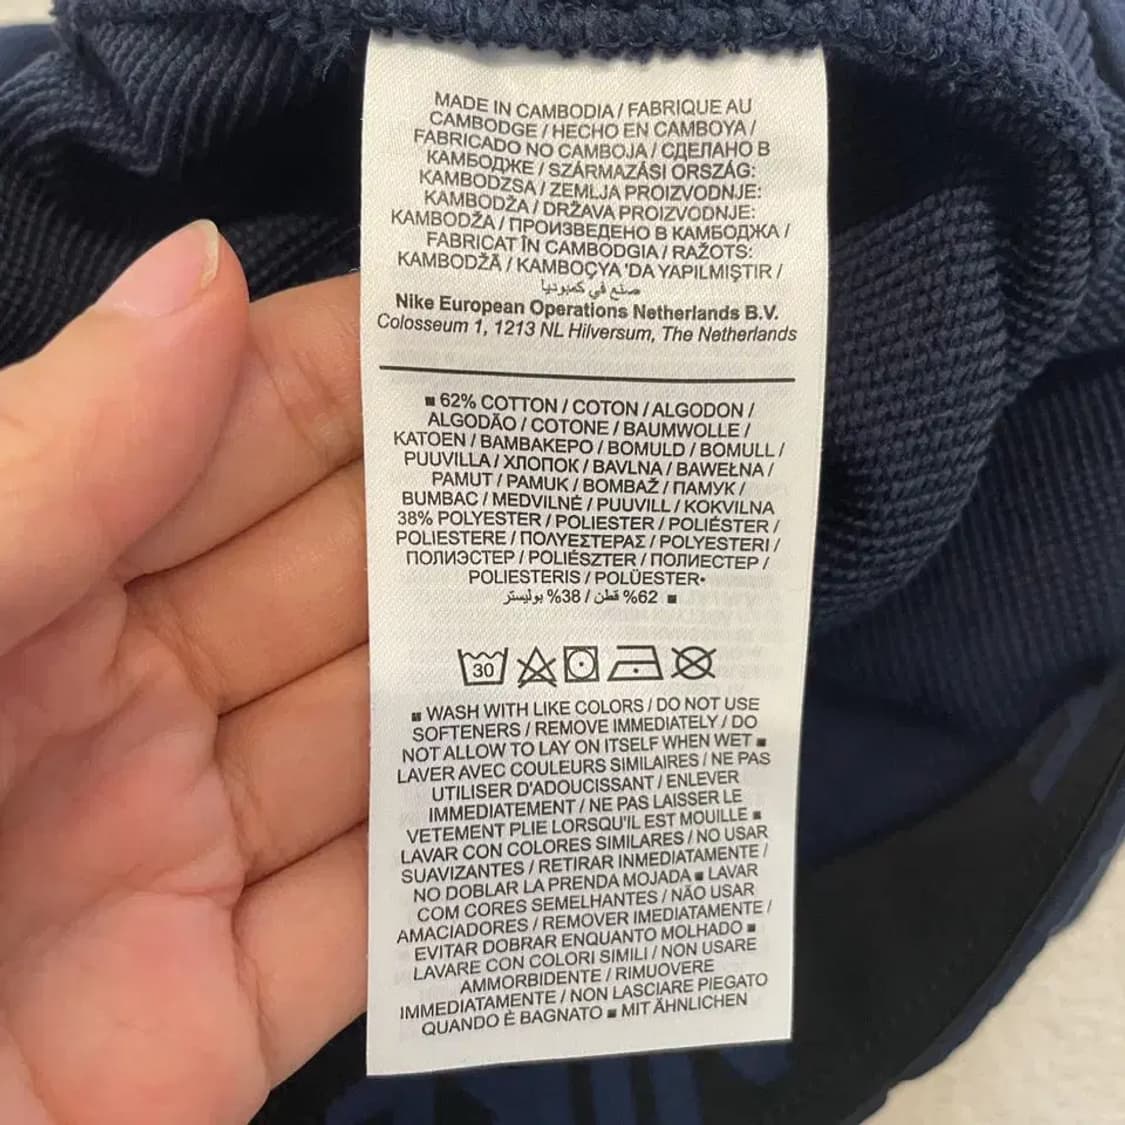 MADE IN CAMBODIA / FABRIQUE AU
CAMBODGE / HECHO EN CAMBOYA /
FABRICADO NO CAMBOJA / СДЕЛАНО В
КАМБОДЖЕ / SZÁRMAZÁSI ORSZÁG:
KAMBODZSA / ZEMLJA PROIZVODNJE:
KAMBODŽA / DRŽAVA PROIZVODNJE:
KAMBODŽA / ПРОИЗВЕДЕНО В КАМБОДЖА /
FABRICAT ÎN CAMBODGIA / RAŽOTS:
KAMBODŽĀ / KAMBOÇYA 'DA YAPILMIŞTIR /
صنع في كمبوديا
Nike European Operations Netherlands B.V.
Colosseum 1, 1213 NL Hilversum, The Netherlands
■ 62% COTTON / COTON / ALGODON /
ALGODÃO / COTONE / BAUMWOLLE /
KATOEN / ΒΑΜΒΑΚΕΡΟ / BOMULD / BOMULL /
PUUVILLA / ХЛОПОК / BAVLNA / BAWEŁNA /
PAMUT / PAMUK / BOMBAŽ / ПАМУК /
BUMBAC / MEDVILNĖ / PUUVILL / KOKVILNA
38% POLYESTER / POLIESTER / POLIÉSTER /
POLIESTERE / ΠΟΛΥΕΣΤΕΡΑΣ / POLYESTERI /
ПОЛИЭСТЕР / POLIÉSZTER / ПОЛИЕСТЕР /
POLIESTERIS / POLÜESTER•
■ 62% قطن / 38% بوليستر
30
■ WASH WITH LIKE COLORS / DO NOT USE
SOFTENERS / REMOVE IMMEDIATELY / DO
NOT ALLOW TO LAY ON ITSELF WHEN WET ■
LAVER AVEC COULEURS SIMILAIRES / NE PAS
UTILISER D'ADOUCISSANT / ENLEVER
IMMEDIATEMENT / NE PAS LAISSER LE
VETEMENT PLIE LORSQU'IL EST MOUILLE ■
LAVAR CON COLORES SIMILARES / NO USAR
SUAVIZANTES / RETIRAR INMEDIATAMENTE /
NO DOBLAR LA PRENDA MOJADA ■ LAVAR
COM CORES SEMELHANTES / NÃO USAR
AMACIADORES / REMOVER IMEDIATAMENTE /
EVITAR DOBRAR ENQUANTO MOLHADO ■
LAVARE CON COLORI SIMILI / NON USARE
AMMORBIDENTE / RIMUOVERE
IMMEDIATAMENTE / NON LASCIARE PIEGATO
QUANDO È BAGNATO ■ MIT ÄHNLICHEN